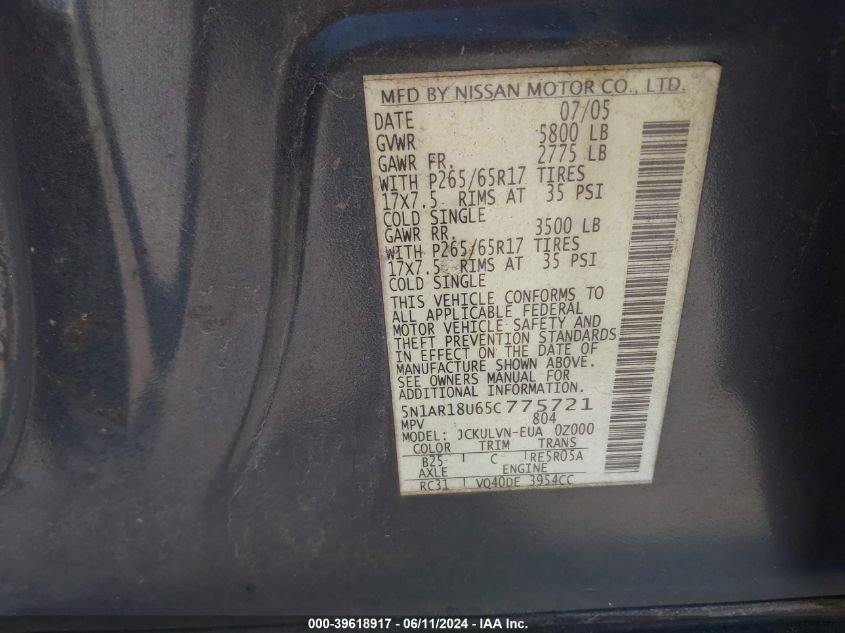 MFD BY NISSAN MOTOR CO., LTD.
DATE 07/05
GVWR 5800 LB
GAWR FR. 2775 LB
WITH P265/65R17 TIRES
17X7.5 RIMS AT 35 PSI
COLD SINGLE
GAWR RR. 3500 LB
WITH P265/65R17 TIRES
17X7.5 RIMS AT 35 PSI
COLD SINGLE
THIS VEHICLE CONFORMS TO
ALL APPLICABLE FEDERAL
MOTOR VEHICLE SAFETY AND
THEFT PREVENTION STANDARDS
IN EFFECT ON THE DATE OF
MANUFACTURE SHOWN ABOVE.
SEE OWNERS MANUAL FOR
ADDITIONAL INFORMATION.
5N1AR18U65C775721
MPV 804
MODEL: JCKULVN-EUA 0Z000
COLOR TRIM TRANS
B25 C RE5R05A
AXLE ENGINE
RC31 VQ40DE 3954CC
000-39618917 - 06/11/2024 - IAA Inc.